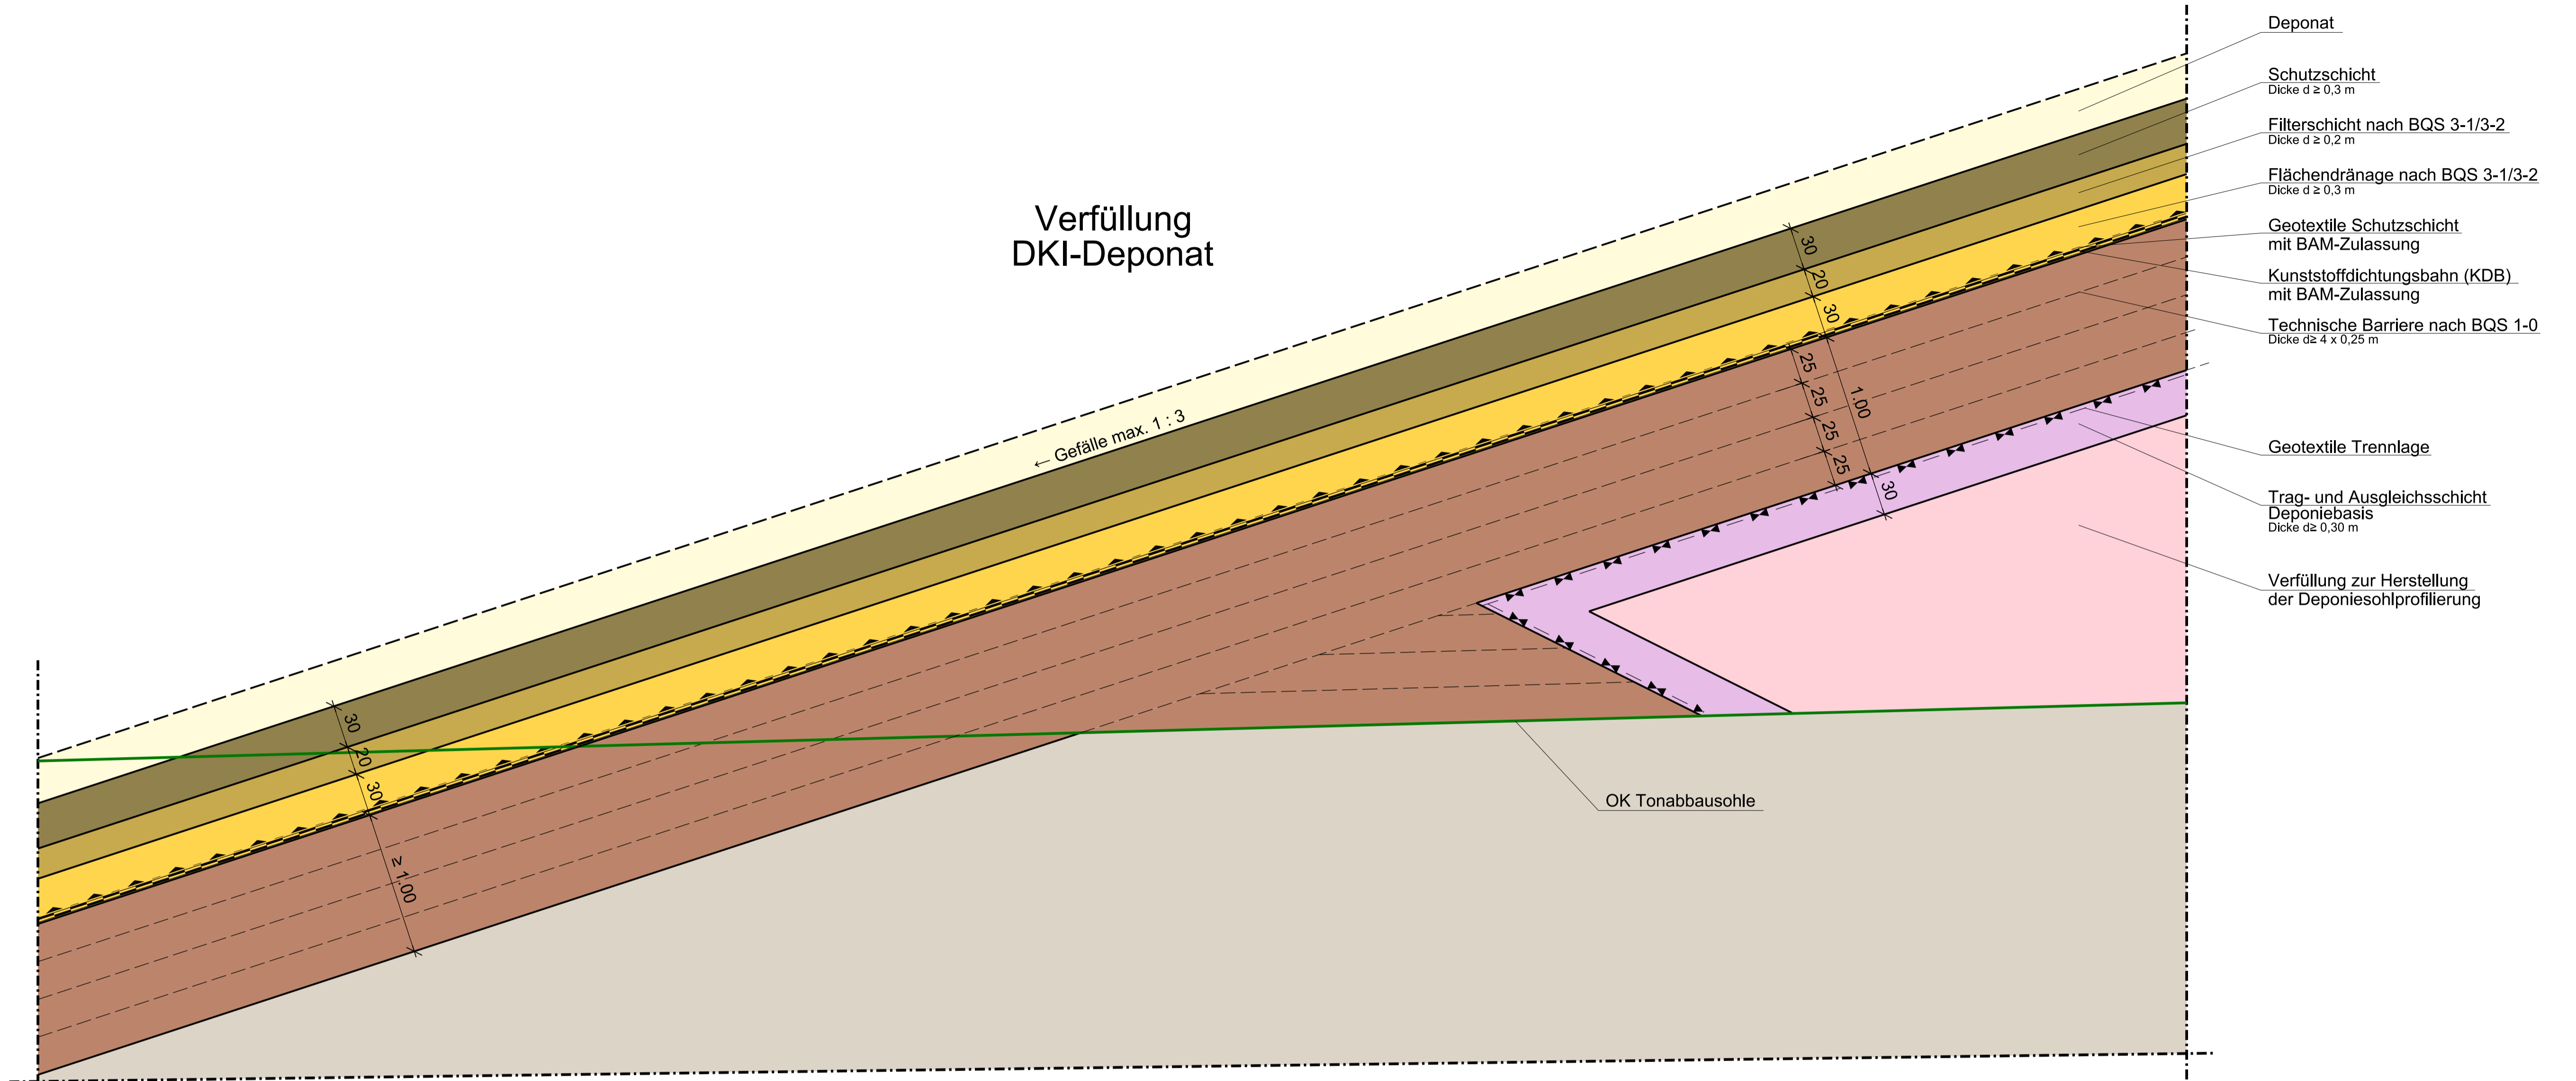 Verfüllung
DKI-Deponat
← Gefälle max. 1 : 3
30
20
30
≥ 1.00
30
20
30
25
25
25
25
1.00
30
OK Tonabbausohle
Deponat
Schutzschicht
Dicke d ≥ 0,3 m
Filterschicht nach BQS 3-1/3-2
Dicke d ≥ 0,2 m
Flächendränage nach BQS 3-1/3-2
Dicke d ≥ 0,3 m
Geotextile Schutzschicht
mit BAM-Zulassung
Kunststoffdichtungsbahn (KDB)
mit BAM-Zulassung
Technische Barriere nach BQS 1-0
Dicke d≥ 4 x 0,25 m
Geotextile Trennlage
Trag- und Ausgleichsschicht
Deponiebasis
Dicke d≥ 0,30 m
Verfüllung zur Herstellung
der Deponiesohlprofilierung